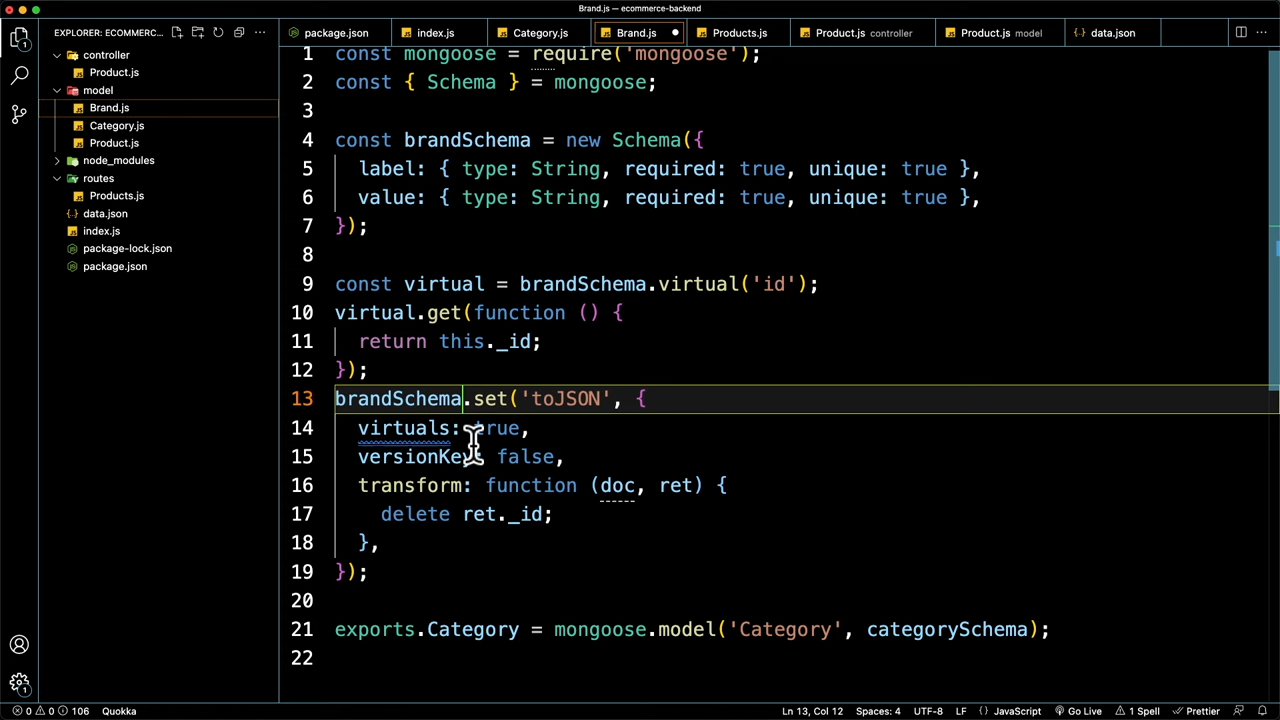 Brand.js — ecommerce-backend
EXPLORER: ECOMMERC...
package.json
index.js
Category.js
Brand.js
Products.js
Product.js controller
Product.js model
data.json
controller
Product.js
model
Brand.js
Category.js
Product.js
node_modules
routes
Products.js
data.json
index.js
package-lock.json
package.json
1 const mongoose = require('mongoose');
2 const { Schema } = mongoose;
3
4 const brandSchema = new Schema({
5 label: { type: String, required: true, unique: true },
6 value: { type: String, required: true, unique: true },
7 });
8
9 const virtual = brandSchema.virtual('id');
10 virtual.get(function () {
11 return this._id;
12 });
13 brandSchema.set('toJSON', {
14 virtuals: true,
15 versionKey: false,
16 transform: function (doc, ret) {
17 delete ret._id;
18 },
19 });
20
21 exports.Category = mongoose.model('Category', categorySchema);
22
1
1
0 0 106 Quokka
Ln 13, Col 12 Spaces: 4 UTF-8 LF {} JavaScript Go Live 1 Spell Prettier